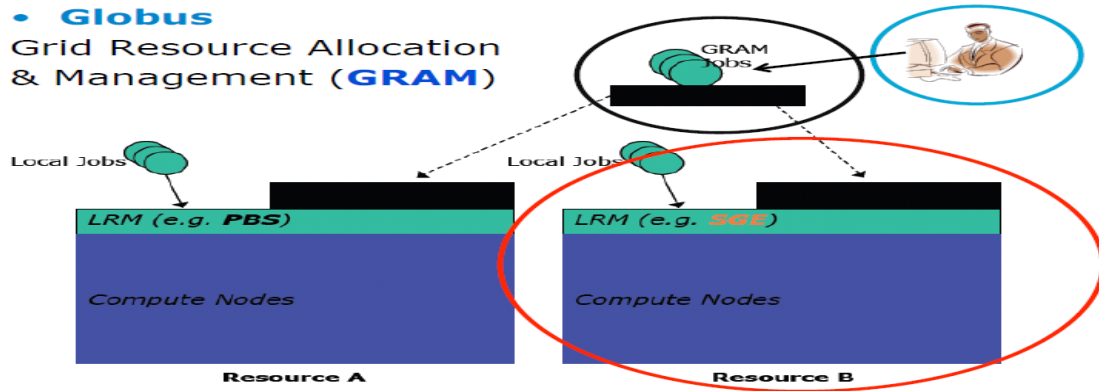 • Globus
Grid Resource Allocation
& Management (GRAM)
GRAM
Jobs
Local Jobs
Local Jobs
LRM (e.g. PBS)
LRM (e.g. SGE)
Compute Nodes
Compute Nodes
Resource A
Resource B